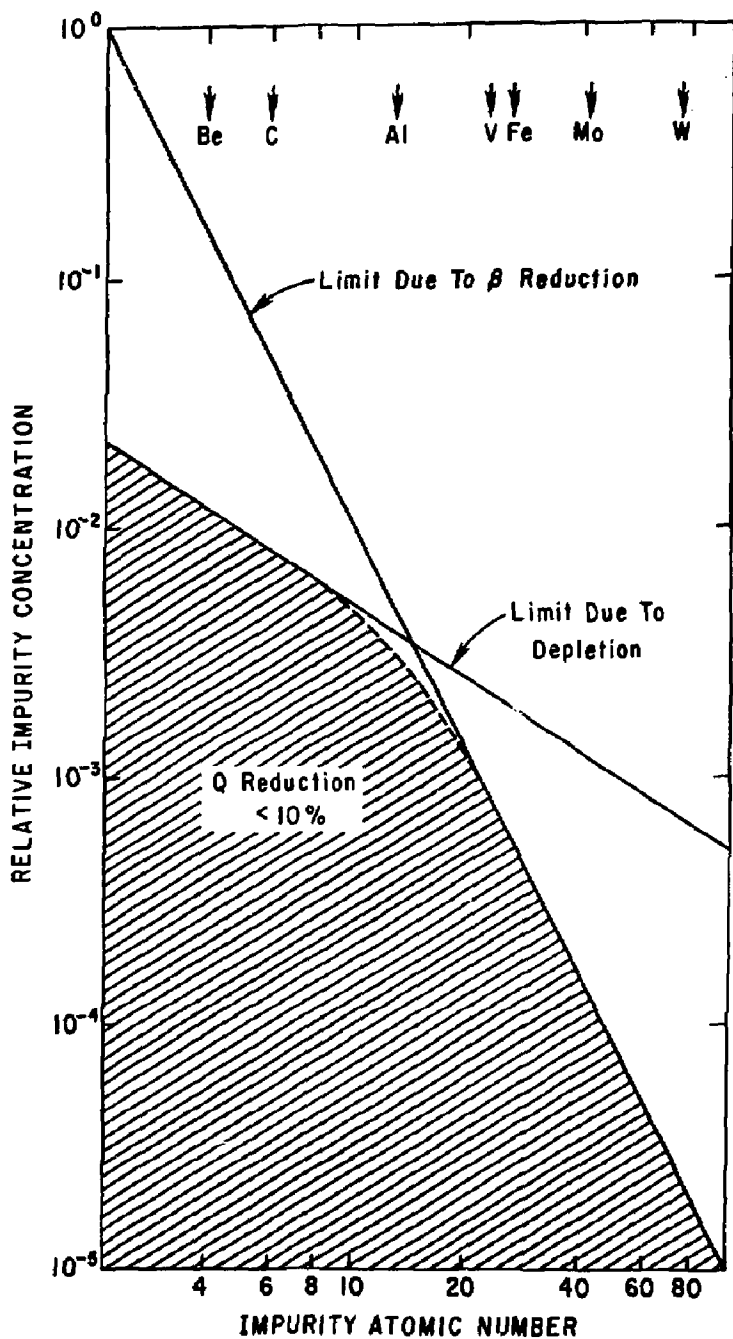 10⁰
Be C Al V Fe Mo W
10⁻¹
Limit Due To β Reduction
10⁻²
Limit Due To
Depletion
RELATIVE IMPURITY CONCENTRATION
10⁻³
Q Reduction
< 10%
10⁻⁴
10⁻⁵
4 6 8 10 20 40 60 80
IMPURITY ATOMIC NUMBER